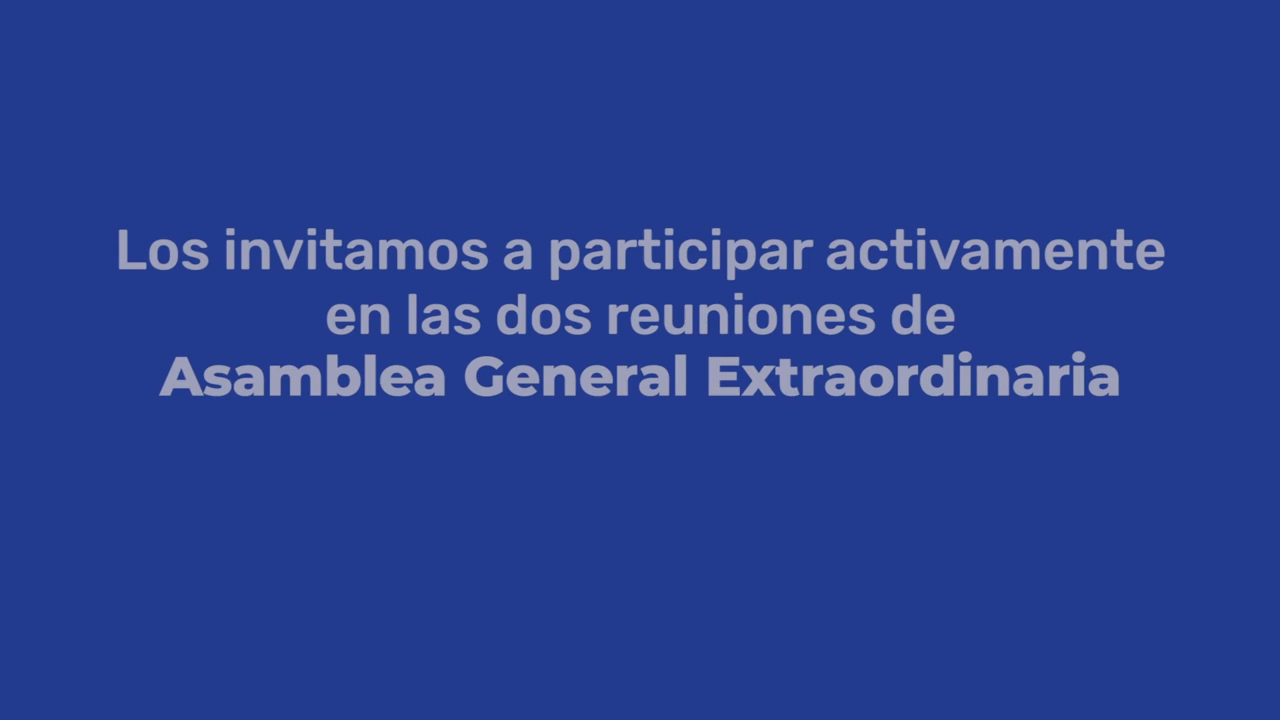 Los invitamos a participar activamente
en las dos reuniones de
Asamblea General Extraordinaria